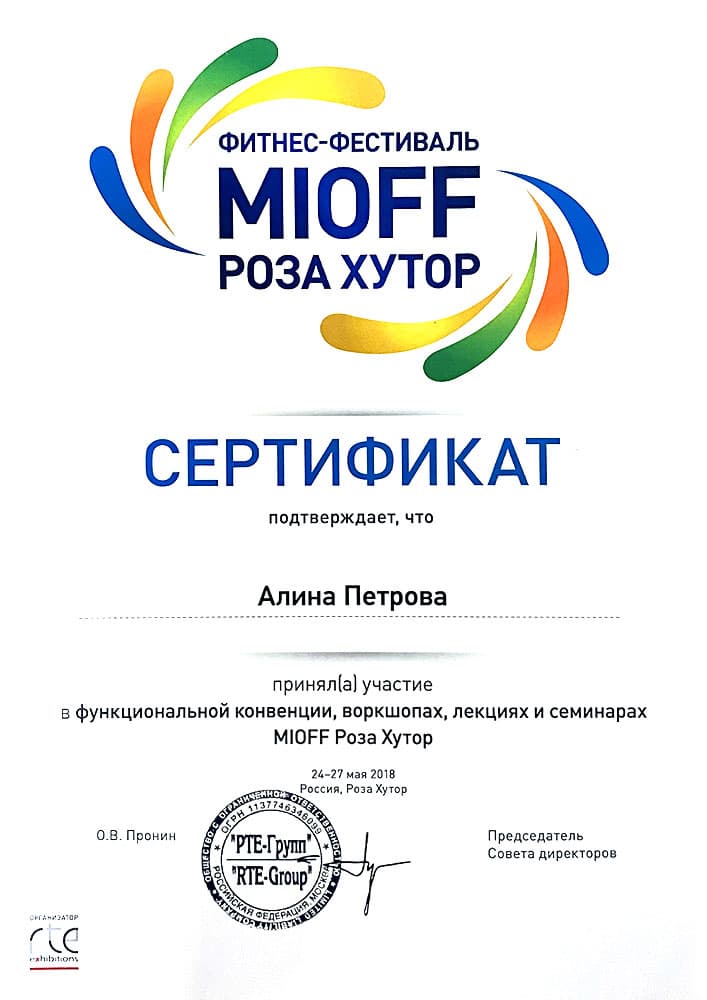 ФИТНЕС-ФЕСТИВАЛЬ
MIOFF
РОЗА ХУТОР
СЕРТИФИКАТ
подтверждает, что
Алина Петрова
принял(а) участие
в функциональной конвенции, воркшопах, лекциях и семинарах
MIOFF Роза Хутор
24–27 мая 2018
Россия, Роза Хутор
О.В. Пронин
Председатель
Совета директоров
ОБЩЕСТВО С ОГРАНИЧЕННОЙ ОТВЕТСТВЕННОСТЬЮ
ОГРН 1137746346099
"РТЕ-Групп"
"RTE-Group"
РОССИЙСКАЯ ФЕДЕРАЦИЯ, МОСКВА
LIMITED LIABILITY COMPANY
ОРГАНИЗАТОР
rte
exhibitions